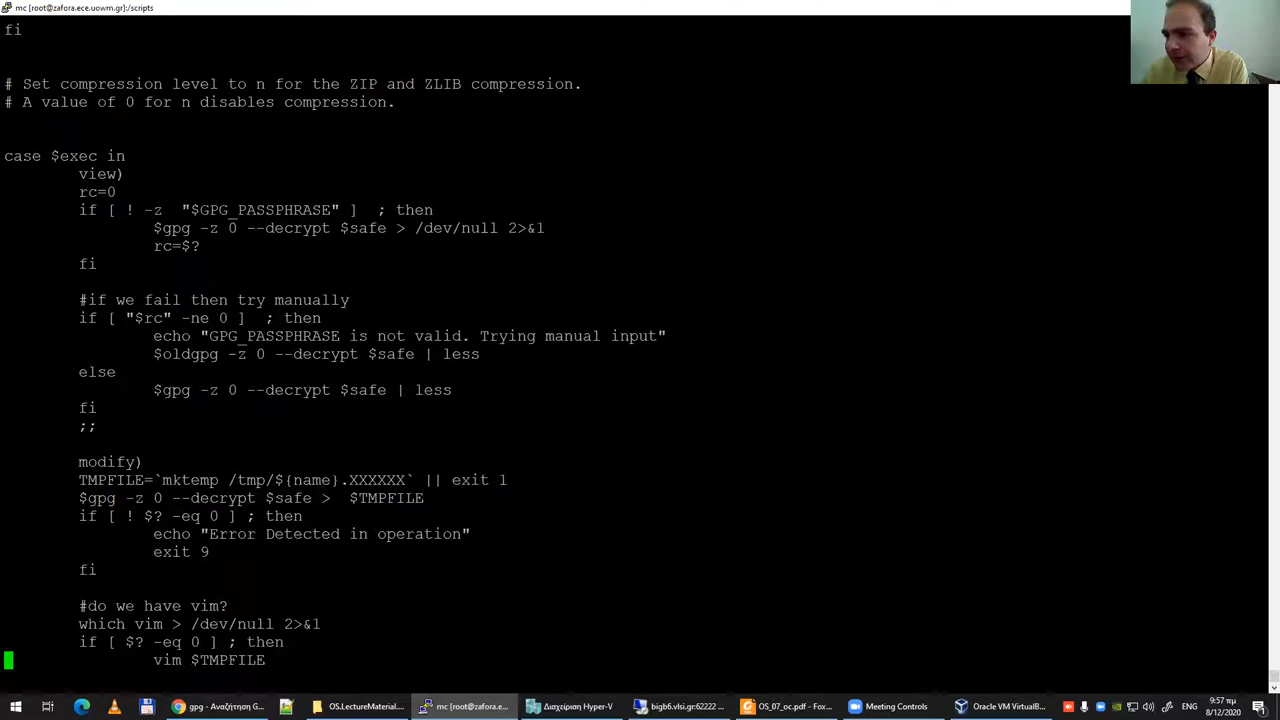 mc [root@zafora.ece.uowm.gr]:/scripts
fi
# Set compression level to n for the ZIP and ZLIB compression.
# A value of 0 for n disables compression.
case $exec in
view)
rc=0
if [ ! -z  "$GPG_PASSPHRASE" ]  ; then
$gpg -z 0 --decrypt $safe > /dev/null 2>&1
rc=$?
fi
#if we fail then try manually
if [ "$rc" -ne 0 ]  ; then
echo "GPG_PASSPHRASE is not valid. Trying manual input"
$oldgpg -z 0 --decrypt $safe | less
else
$gpg -z 0 --decrypt $safe | less
fi
;;
modify)
TMPFILE=`mktemp /tmp/${name}.XXXXXX` || exit 1
$gpg -z 0 --decrypt $safe >  $TMPFILE
if [ ! $? -eq 0 ] ; then
echo "Error Detected in operation"
exit 9
fi
#do we have vim?
which vim > /dev/null 2>&1
if [ $? -eq 0 ] ; then
vim $TMPFILE
gpg - Αναζήτηση G... OS.LectureMaterial.... mc [root@zafora.e... Διαχείριση Hyper-V bigb6.vlsi.gr:62222 ... OS_07_oc.pdf - Fox... Meeting Controls Oracle VM VirtualB... 9:57 πμ
8/12/2020